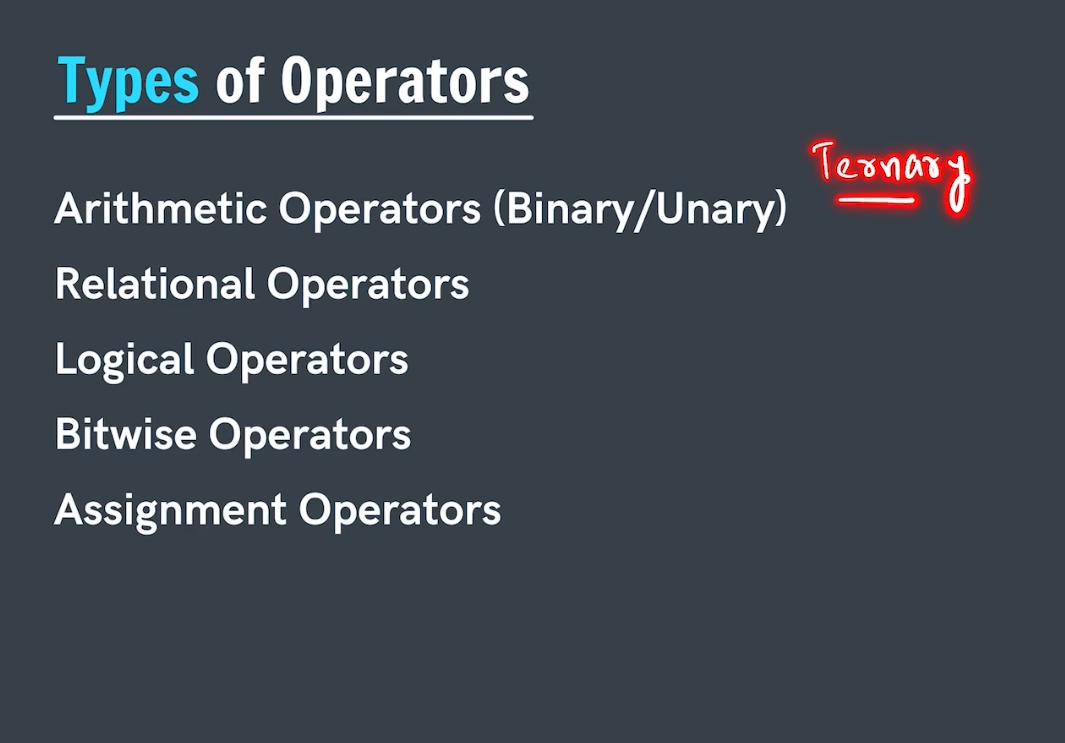 Types of Operators
Ternary
Arithmetic Operators (Binary/Unary)
Relational Operators
Logical Operators
Bitwise Operators
Assignment Operators